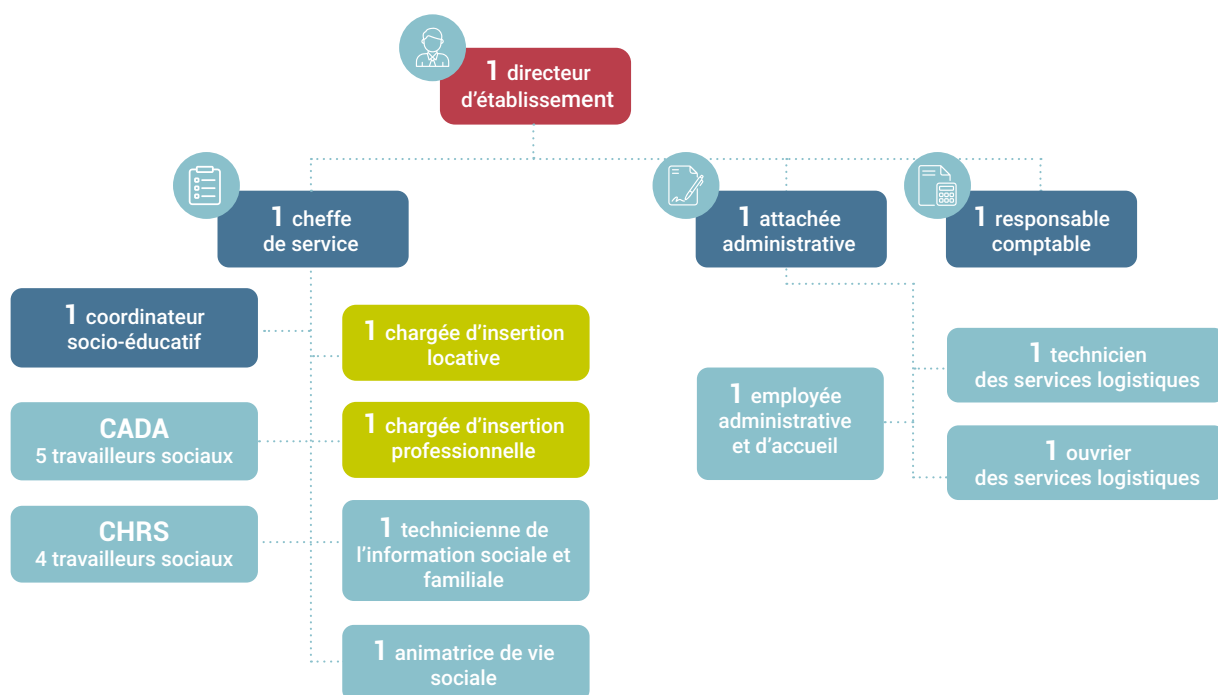 1 directeur
d'établissement
1 cheffe
de service
1 attachée
administrative
1 responsable
comptable
1 coordinateur
socio-éducatif
1 chargée d'insertion
locative
CADA
5 travailleurs sociaux
1 chargée d'insertion
professionnelle
CHRS
4 travailleurs sociaux
1 technicienne de
l'information sociale et
familiale
1 animatrice de vie
sociale
1 employée
administrative
et d'accueil
1 technicien
des services logistiques
1 ouvrier
des services logistiques